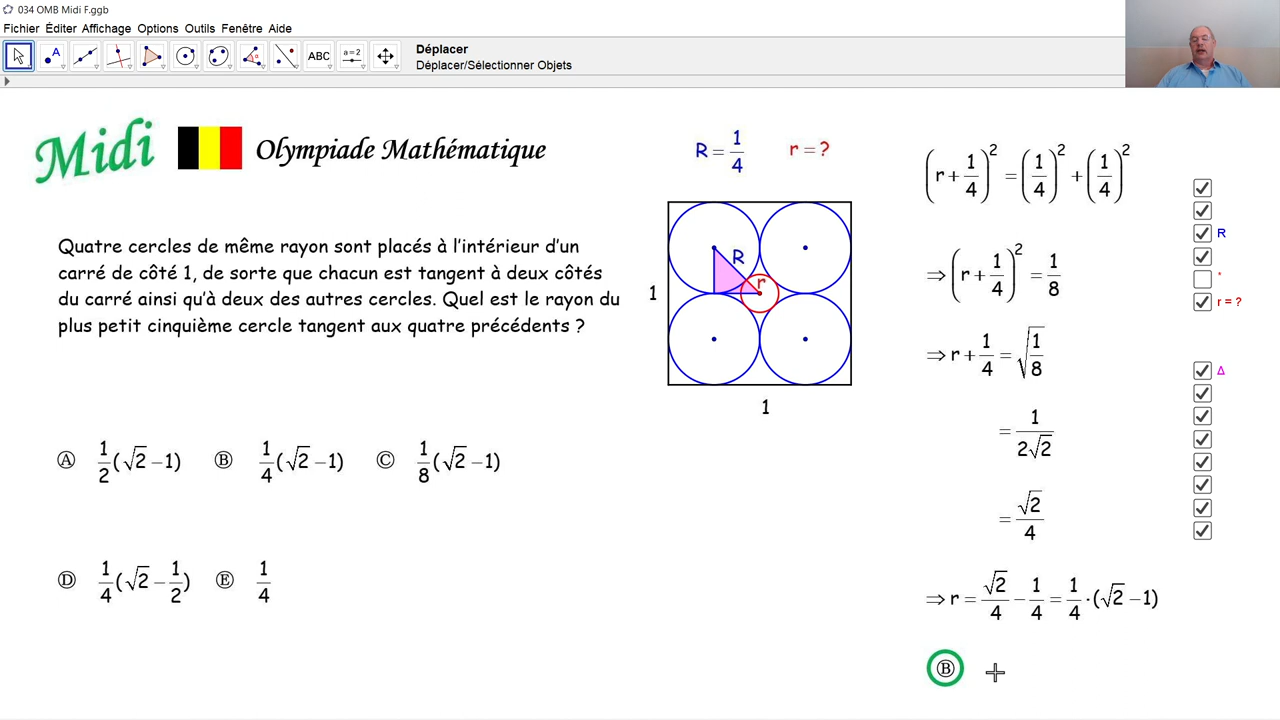 034 OMB Midi F.ggb
Fichier Éditer Affichage Options Outils Fenêtre Aide
A ABC a=2 Déplacer
Déplacer/Sélectionner Objets
Midi Olympiade Mathématique
R = 1/4 r = ?
Quatre cercles de même rayon sont placés à l'intérieur d'un
carré de côté 1, de sorte que chacun est tangent à deux côtés
du carré ainsi qu'à deux des autres cercles. Quel est le rayon du
plus petit cinquième cercle tangent aux quatre précédents ?
Ⓐ 1/2(√2 −1) Ⓑ 1/4(√2 −1) Ⓒ 1/8(√2 −1)
Ⓓ 1/4(√2 − 1/2) Ⓔ 1/4
R
r
1
1
(r + 1/4)² = (1/4)² + (1/4)²
⇒ (r + 1/4)² = 1/8
⇒ r + 1/4 = √(1/8)
= 1/(2√2)
= √2/4
⇒ r = √2/4 − 1/4 = 1/4 · (√2 −1)
Ⓑ
R
*
r = ?
Δ